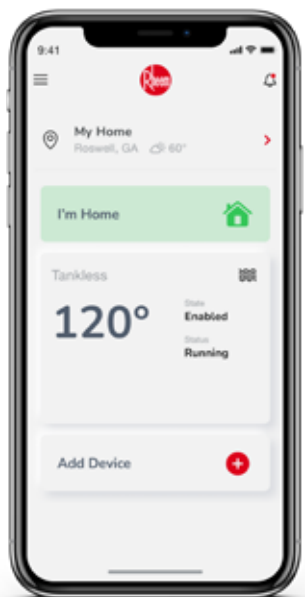 9:41
Rheem
My Home
Roswell, GA 60°
I'm Home
Tankless
120°
State
Enabled
Status
Running
Add Device